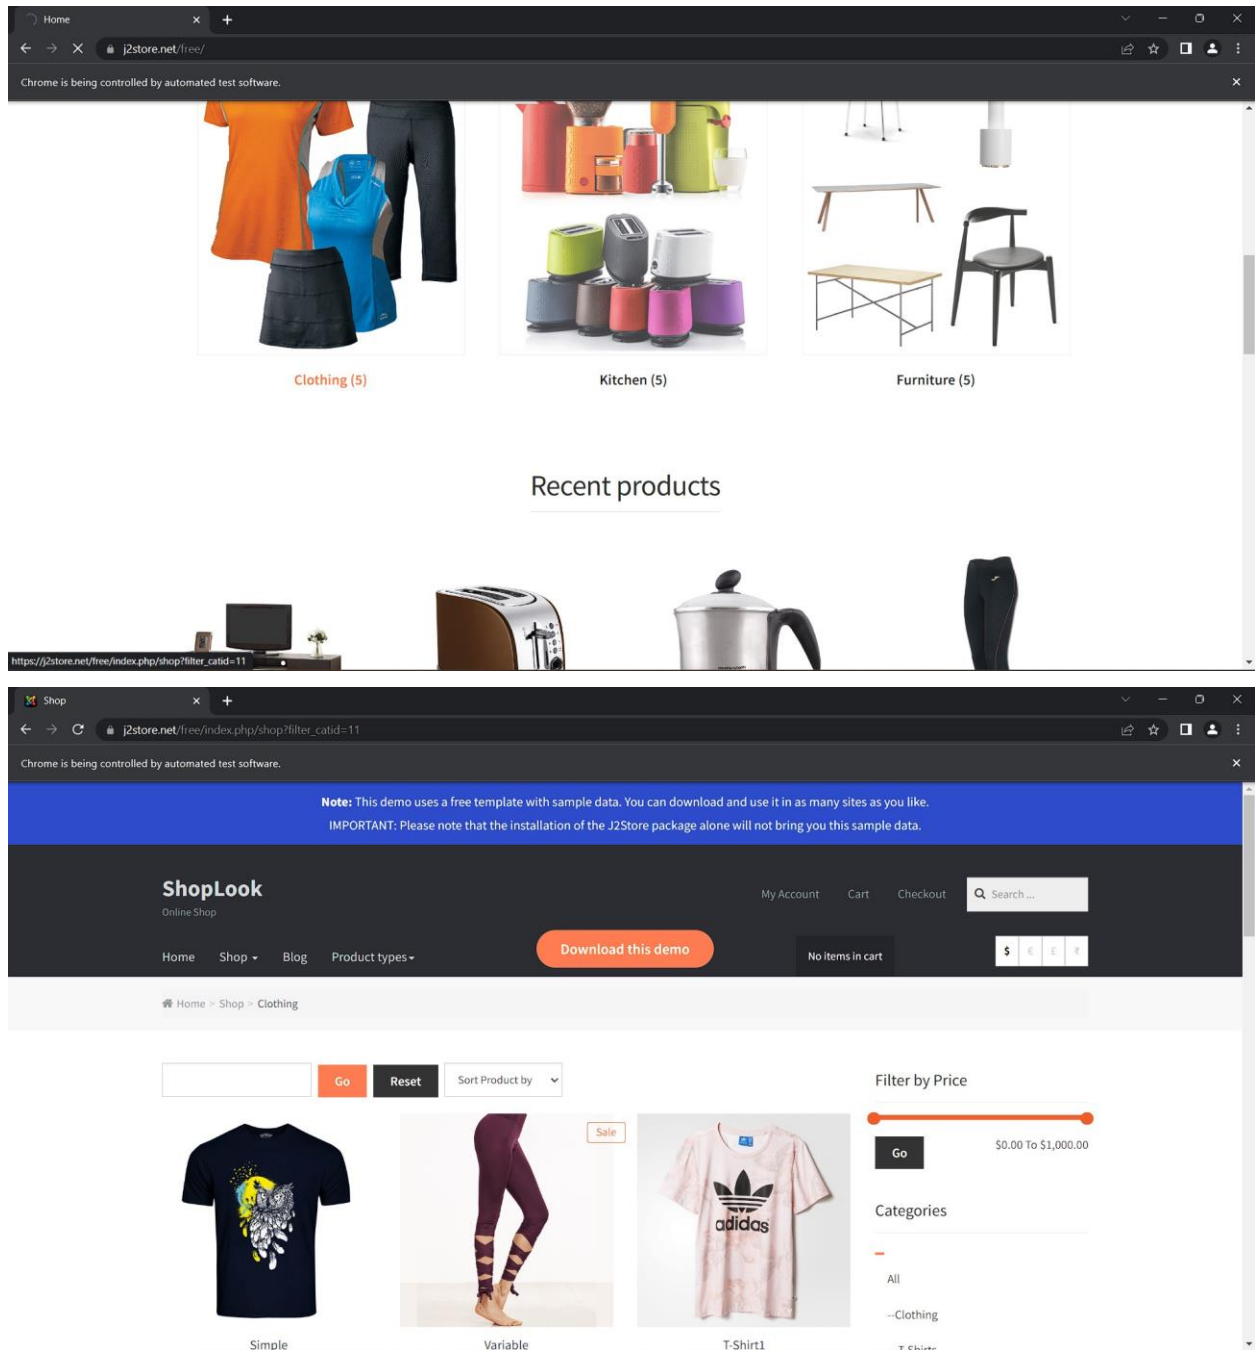 Home
j2store.net/free/
Chrome is being controlled by automated test software.
Clothing (5)
Kitchen (5)
Furniture (5)
Recent products
https://j2store.net/free/index.php/shop?filter_catid=11
Shop
j2store.net/free/index.php/shop?filter_catid=11
Chrome is being controlled by automated test software.
Note: This demo uses a free template with sample data. You can download and use it in as many sites as you like.
IMPORTANT: Please note that the installation of the J2Store package alone will not bring you this sample data.
ShopLook
Online Shop
My Account Cart Checkout Search ...
Home Shop Blog Product types
Download this demo
No items in cart
$ € £ ₹
Home > Shop > Clothing
Go Reset Sort Product by
Filter by Price
Sale
Go
$0.00 To $1,000.00
adidas
Categories
All
--Clothing
Simple
Variable
T-Shirt1
T-Shirts